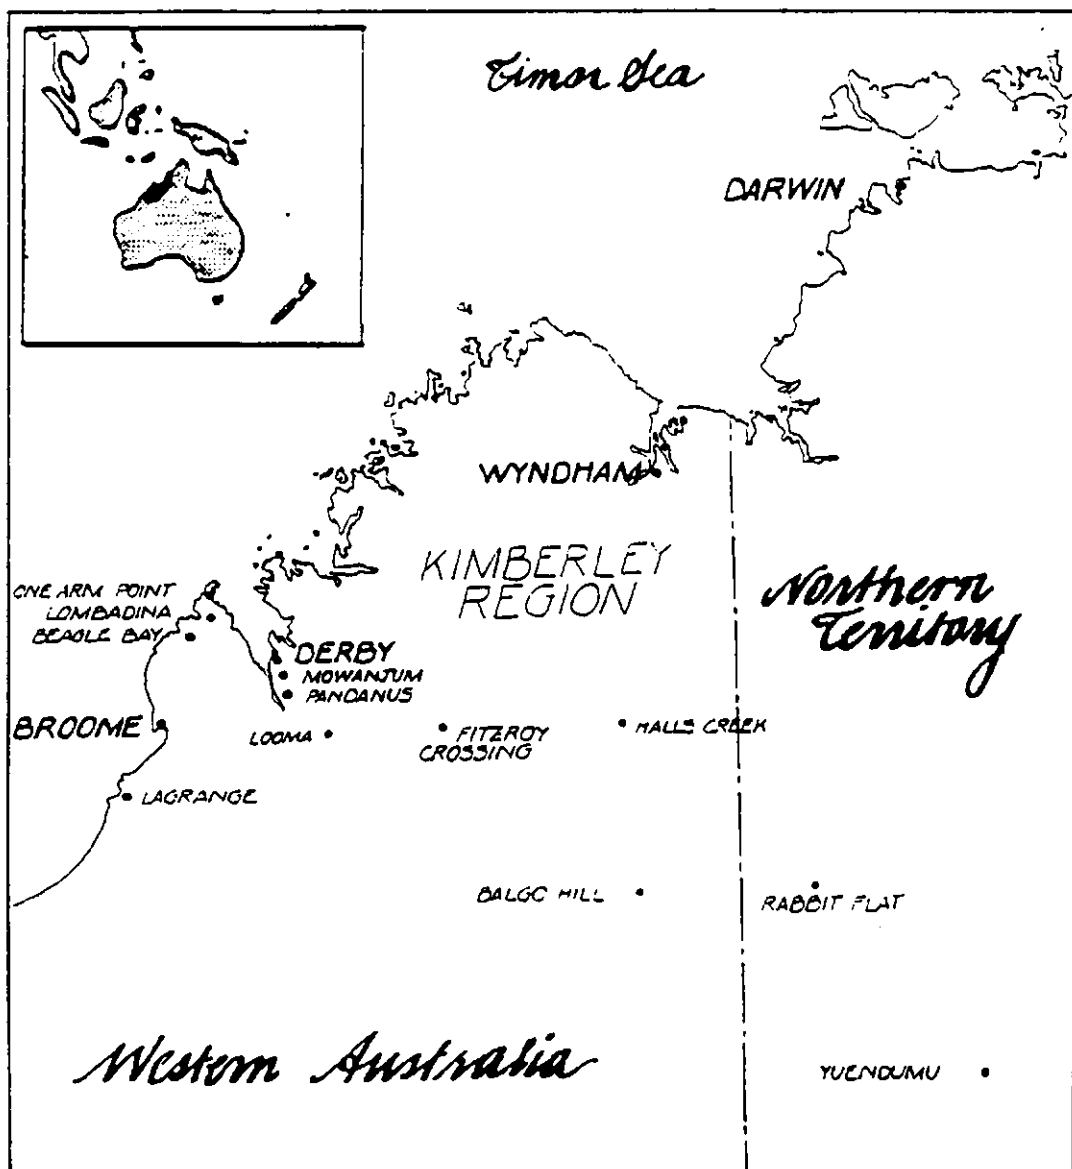 Timor Sea
DARWIN
WYNDHAM
KIMBERLEY
REGION
Northern
Territory
ONE ARM POINT
LOMBADINA
BEAGLE BAY
DERBY
MOWANJUM
PANDANUS
BROOME
LOOMA
FITZROY
CROSSING
HALLS CREEK
LAGRANGE
BALGO HILL
RABBIT FLAT
Western Australia
YUENDUMU